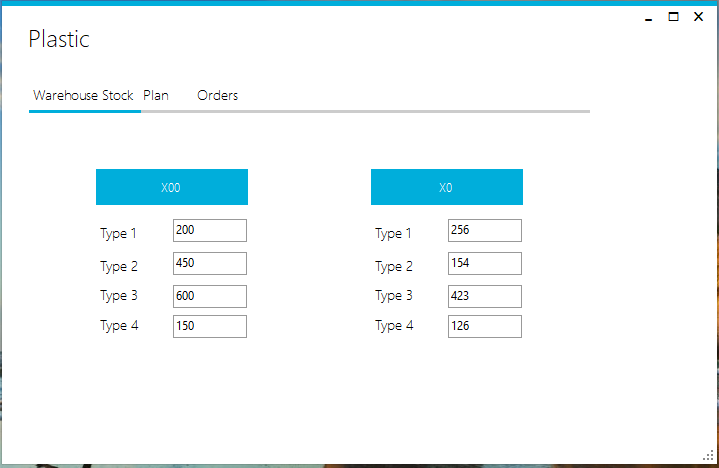 Plastic
Warehouse Stock Plan Orders
X00 X0
Type 1 200 Type 1 256
Type 2 450 Type 2 154
Type 3 600 Type 3 423
Type 4 150 Type 4 126